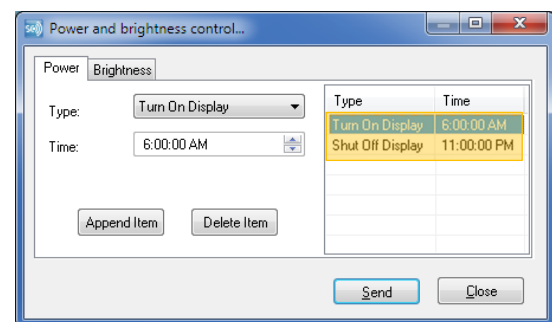 Power and brightness control...
Power Brightness
Type: Turn On Display
Time: 6:00:00 AM
Append Item Delete Item
Type Time
Turn On Display 6:00:00 AM
Shut Off Display 11:00:00 PM
Send Close